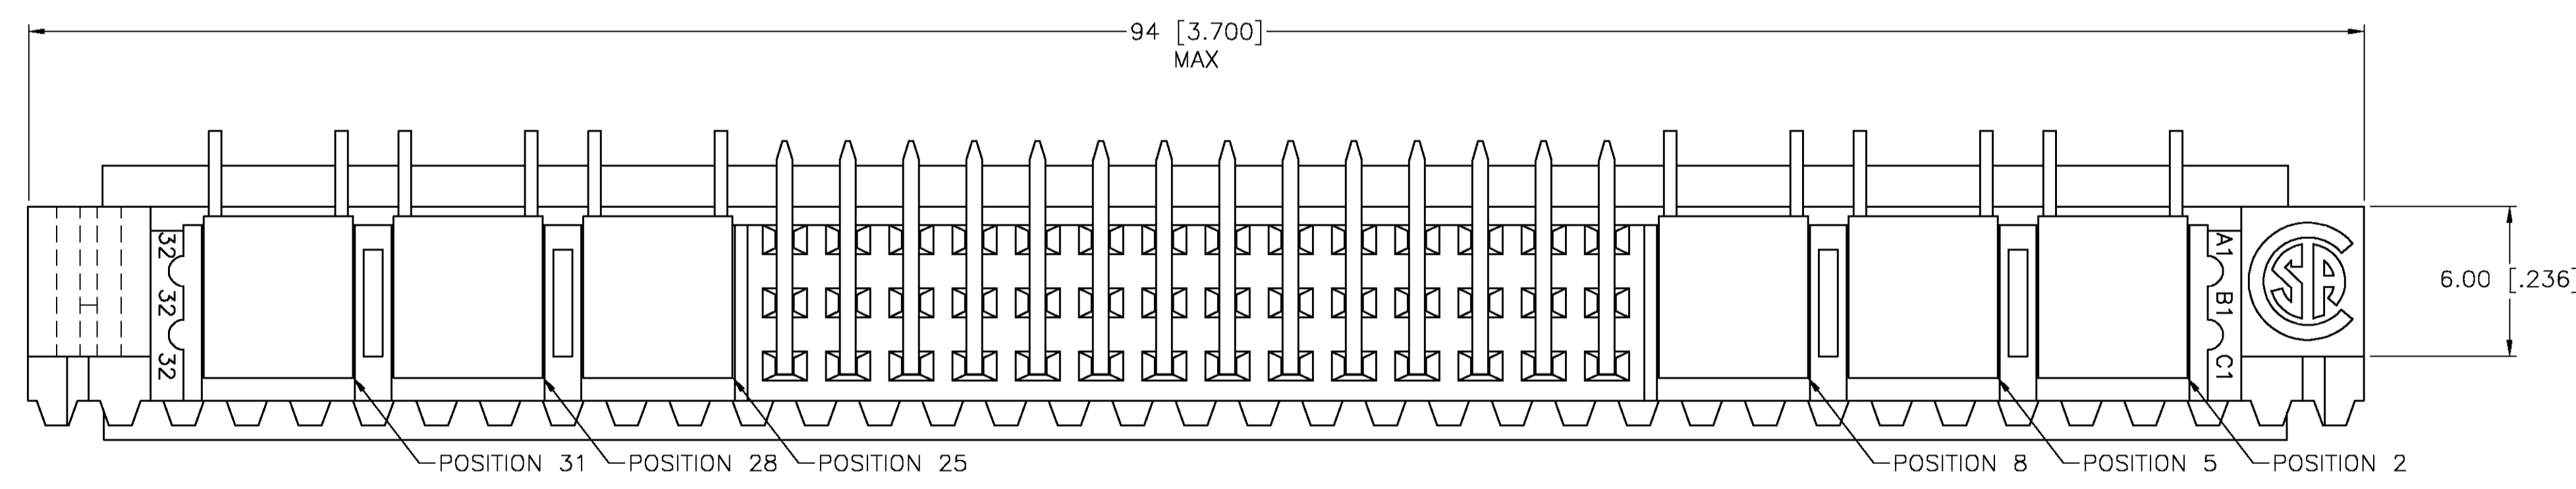 94 [3.700]
MAX
32
32
32
A1
B1
C1
6.00 [.236]
POSITION 31
POSITION 28
POSITION 25
POSITION 8
POSITION 5
POSITION 2